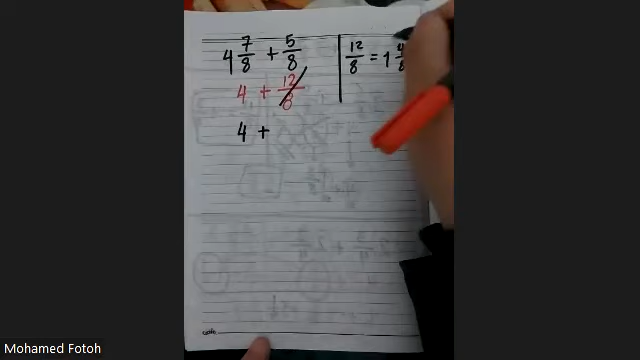 4 7/8 + 5/8
12/8 = 1 4/8
4 + 12/8
4 +
Mohamed Fotoh